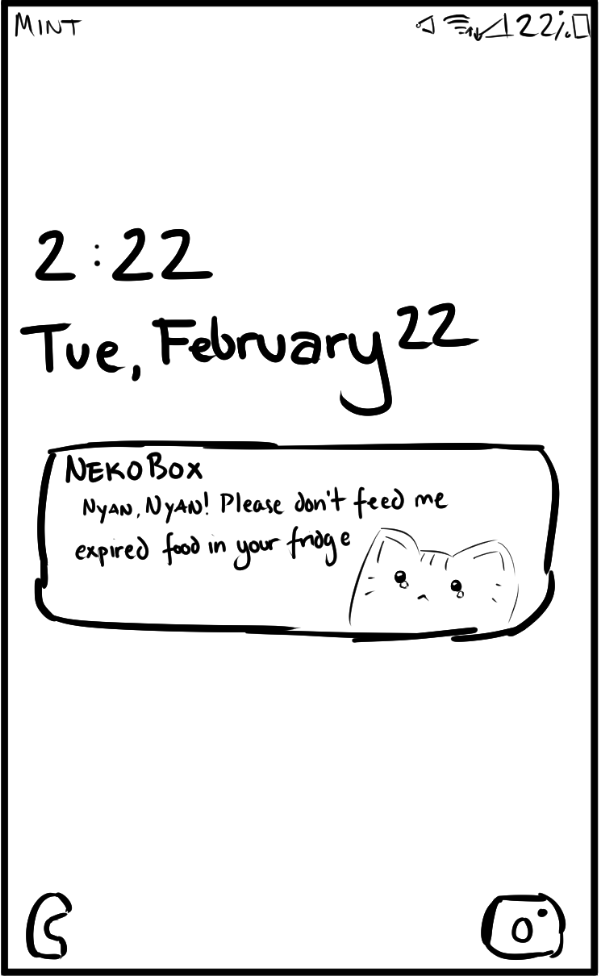 MINT
22%
2:22
Tue, February 22
NEKOBOX
NYAN, NYAN! Please don't feed me
expired food in your fridge